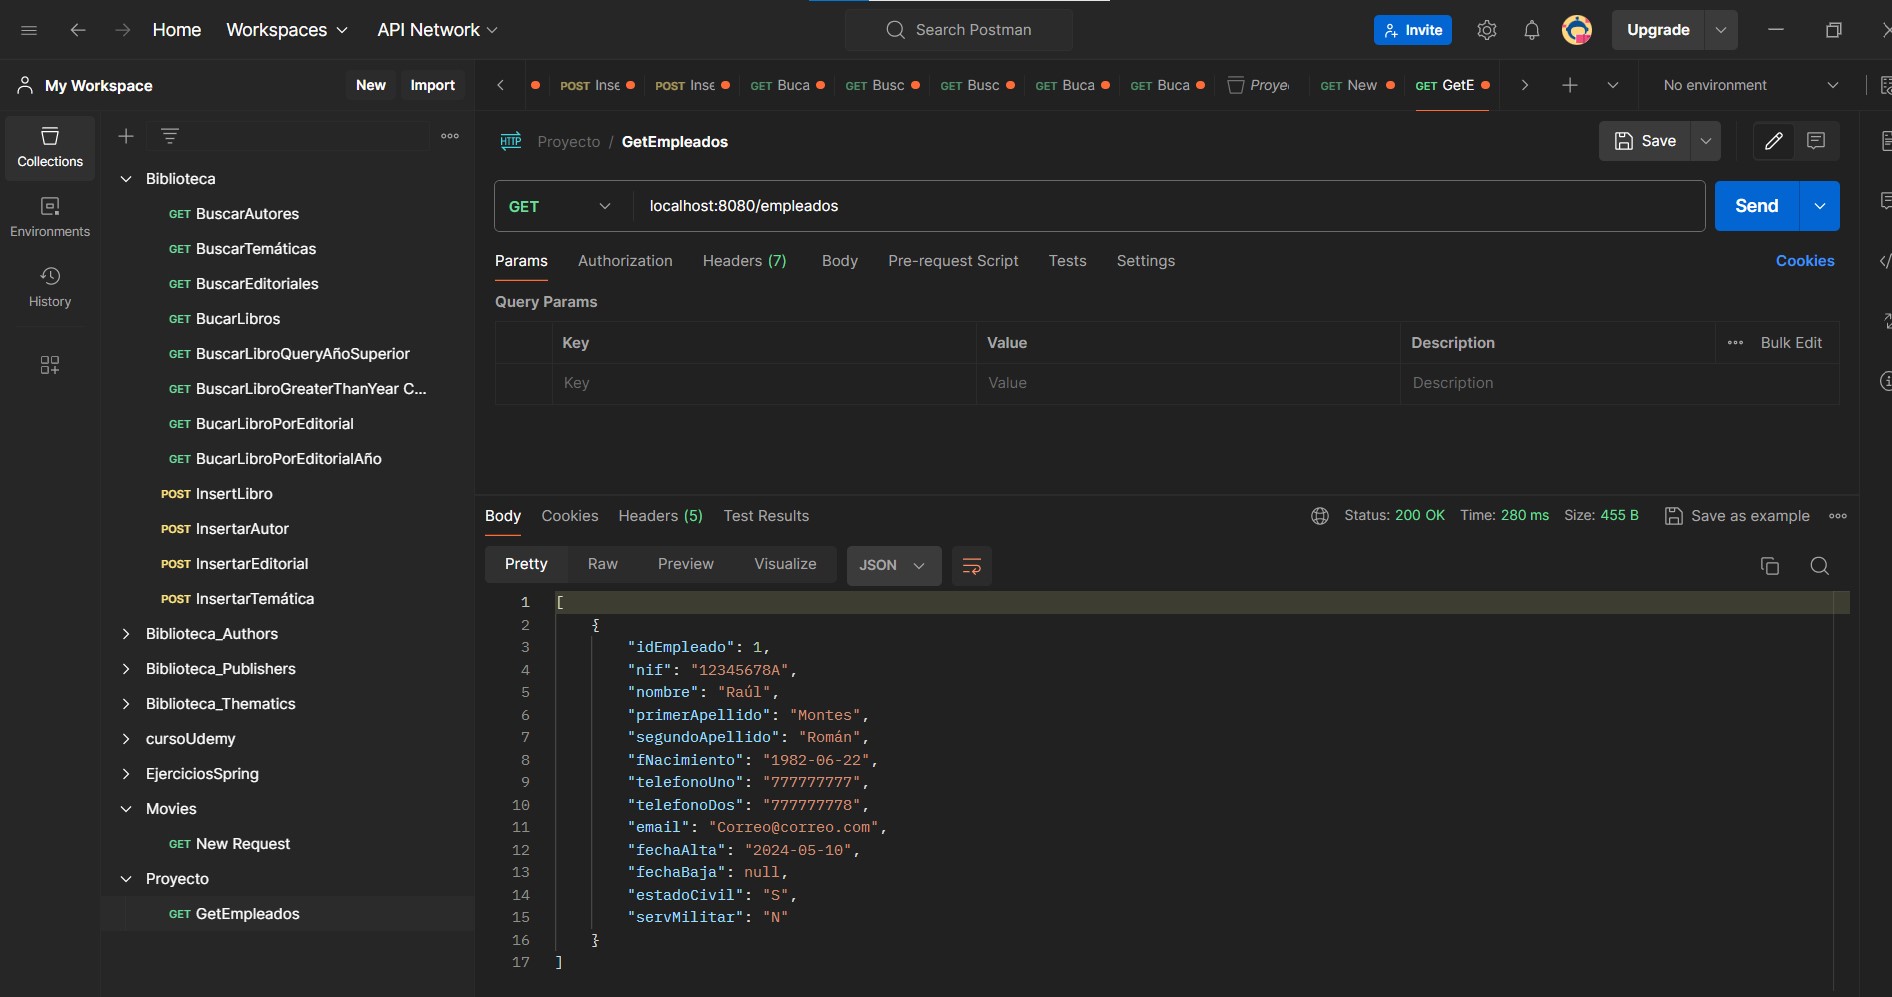 Home Workspaces API Network Search Postman Invite Upgrade
My Workspace New Import
POST Inse POST Inse GET Buca GET Busc GET Busc GET Buca GET Buca Proye GET New GET GetE No environment
Collections
Environments
History
Biblioteca
GET BuscarAutores
GET BuscarTemáticas
GET BuscarEditoriales
GET BucarLibros
GET BuscarLibroQueryAñoSuperior
GET BuscarLibroGreaterThanYear C...
GET BucarLibroPorEditorial
GET BucarLibroPorEditorialAño
POST InsertLibro
POST InsertarAutor
POST InsertarEditorial
POST InsertarTemática
Biblioteca_Authors
Biblioteca_Publishers
Biblioteca_Thematics
cursoUdemy
EjerciciosSpring
Movies
GET New Request
Proyecto
GET GetEmpleados
HTTP Proyecto / GetEmpleados Save
GET localhost:8080/empleados Send
Params Authorization Headers (7) Body Pre-request Script Tests Settings Cookies
Query Params
Key Value Description Bulk Edit
Key Value Description
Body Cookies Headers (5) Test Results Status: 200 OK Time: 280 ms Size: 455 B Save as example
Pretty Raw Preview Visualize JSON
1 [
2 {
3 "idEmpleado": 1,
4 "nif": "12345678A",
5 "nombre": "Raúl",
6 "primerApellido": "Montes",
7 "segundoApellido": "Román",
8 "fNacimiento": "1982-06-22",
9 "telefonoUno": "777777777",
10 "telefonoDos": "777777778",
11 "email": "Correo@correo.com",
12 "fechaAlta": "2024-05-10",
13 "fechaBaja": null,
14 "estadoCivil": "S",
15 "servMilitar": "N"
16 }
17 ]